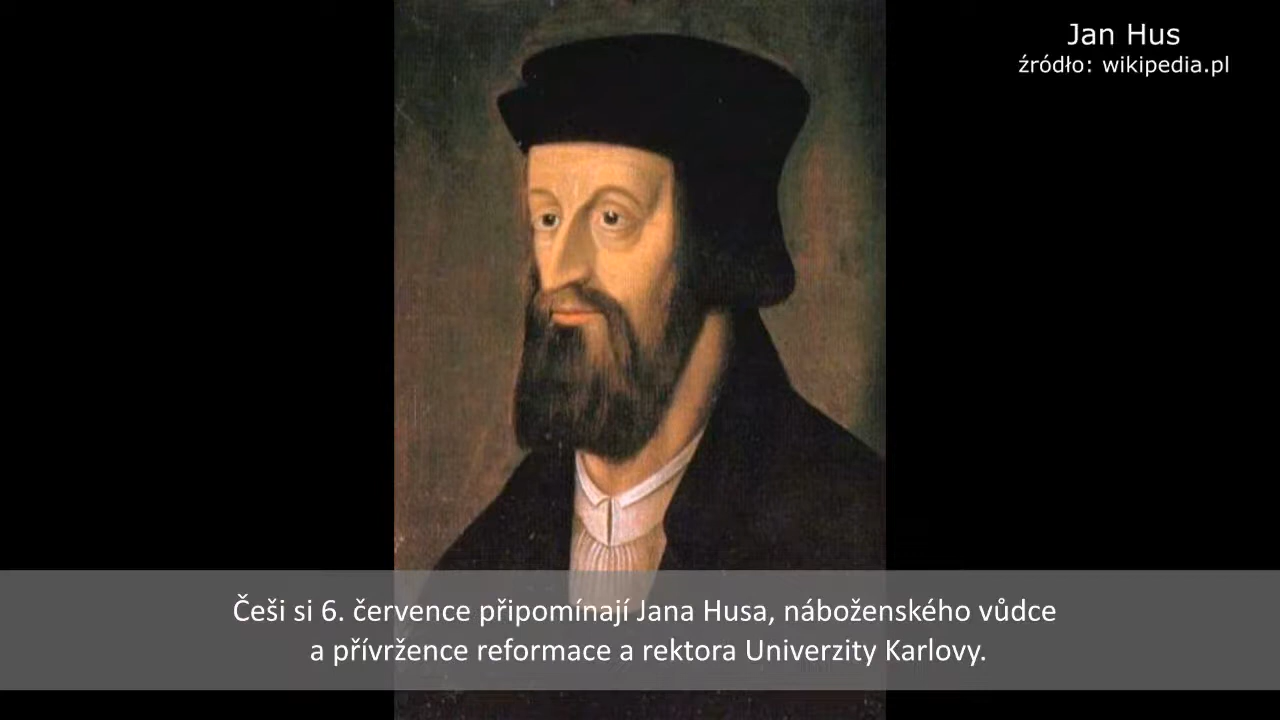 Jan Hus
źródło: wikipedia.pl
Češi si 6. července připomínají Jana Husa, náboženského vůdce
a přívržence reformace a rektora Univerzity Karlovy.